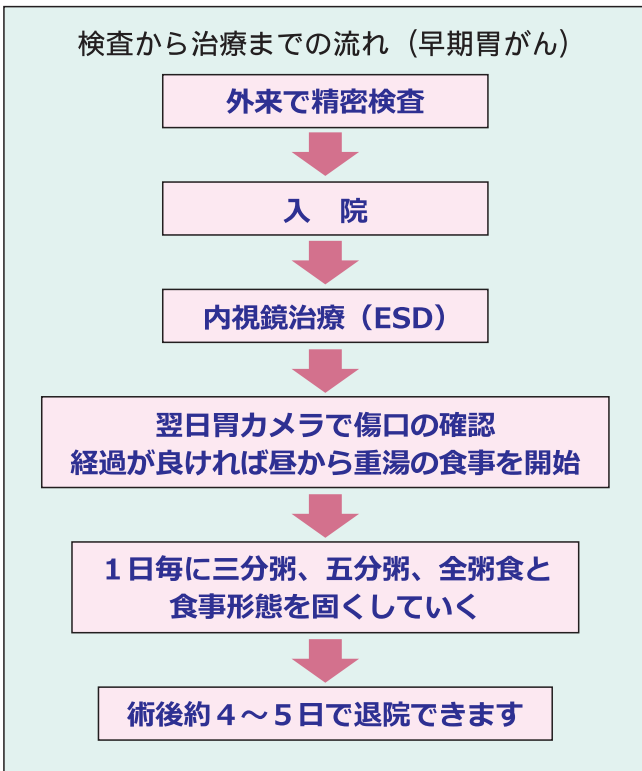 検査から治療までの流れ（早期胃がん）
外来で精密検査
入　院
内視鏡治療（ESD）
翌日胃カメラで傷口の確認
経過が良ければ昼から重湯の食事を開始
１日毎に三分粥、五分粥、全粥食と
食事形態を固くしていく
術後約４～５日で退院できます